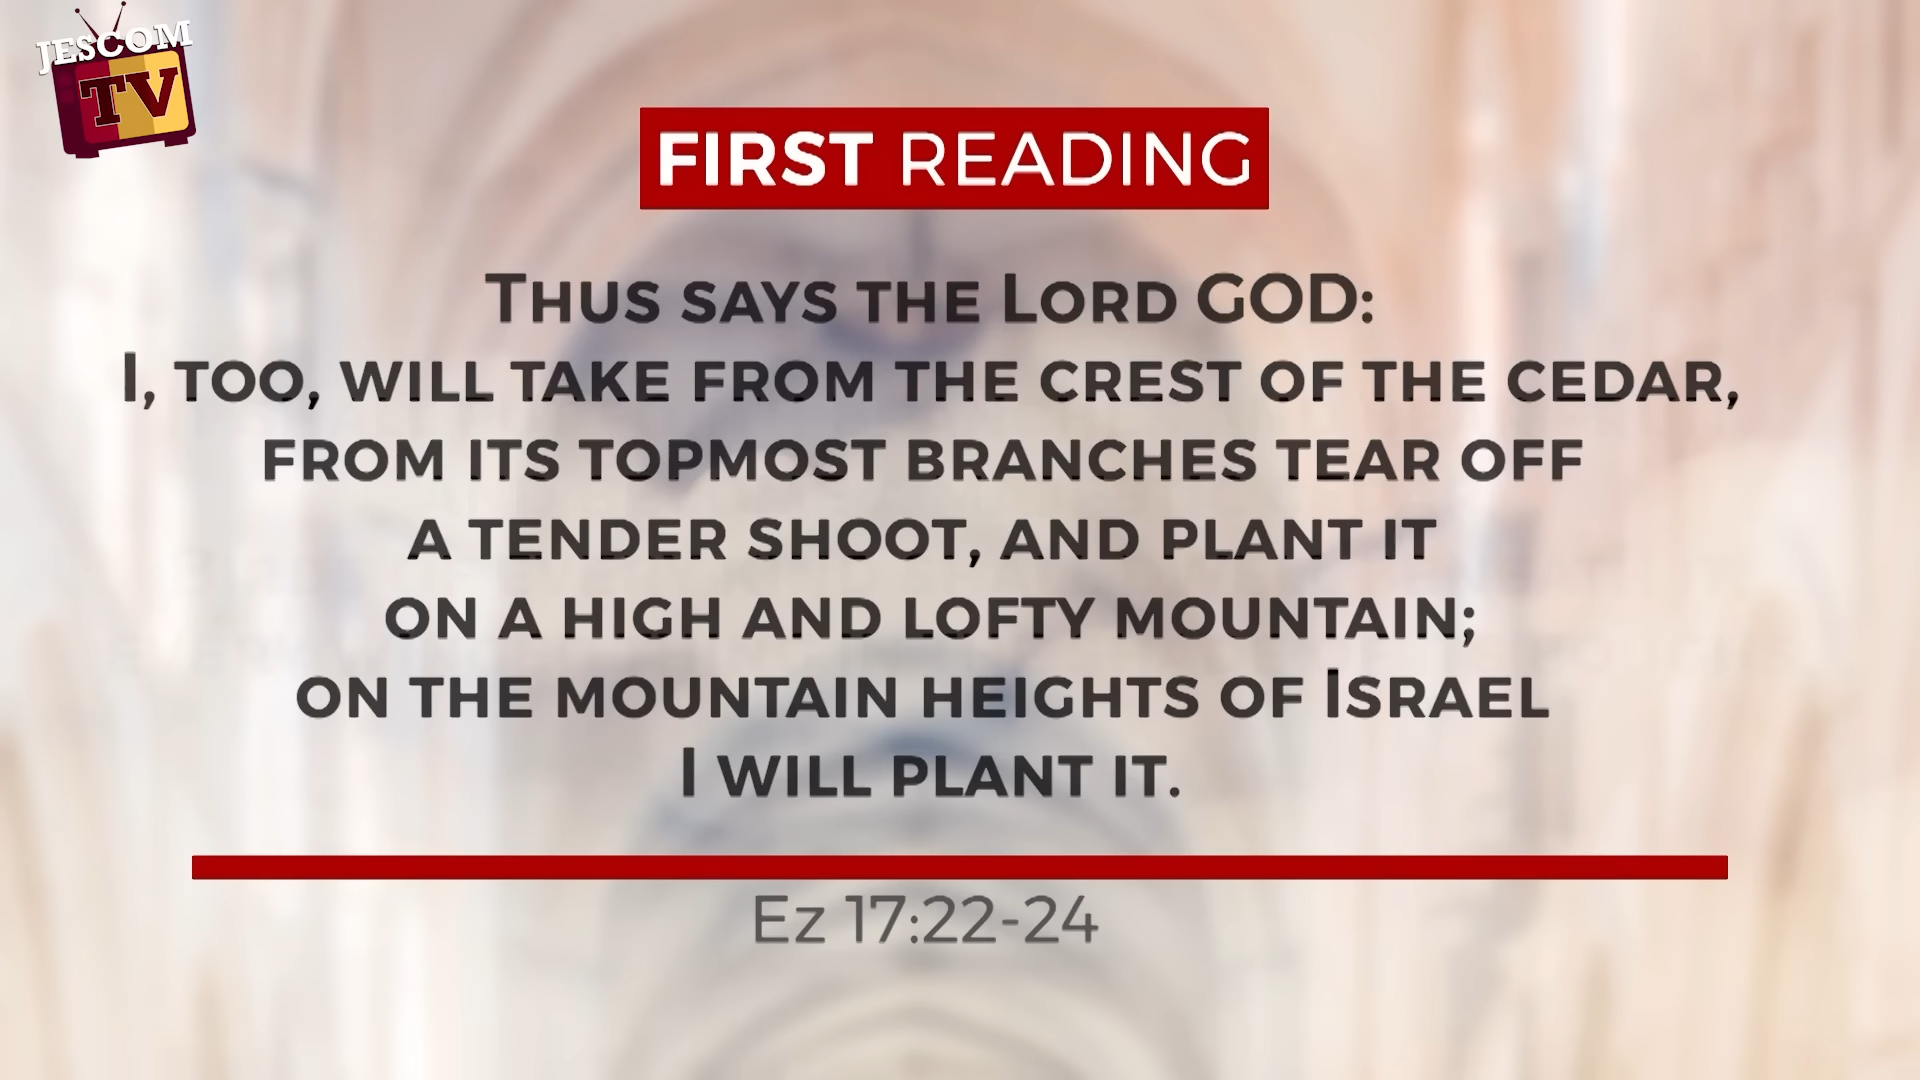 JESCOM
TV
FIRST READING
THUS SAYS THE LORD GOD:
I, TOO, WILL TAKE FROM THE CREST OF THE CEDAR,
FROM ITS TOPMOST BRANCHES TEAR OFF
A TENDER SHOOT, AND PLANT IT
ON A HIGH AND LOFTY MOUNTAIN;
ON THE MOUNTAIN HEIGHTS OF ISRAEL
I WILL PLANT IT.
Ez 17:22-24